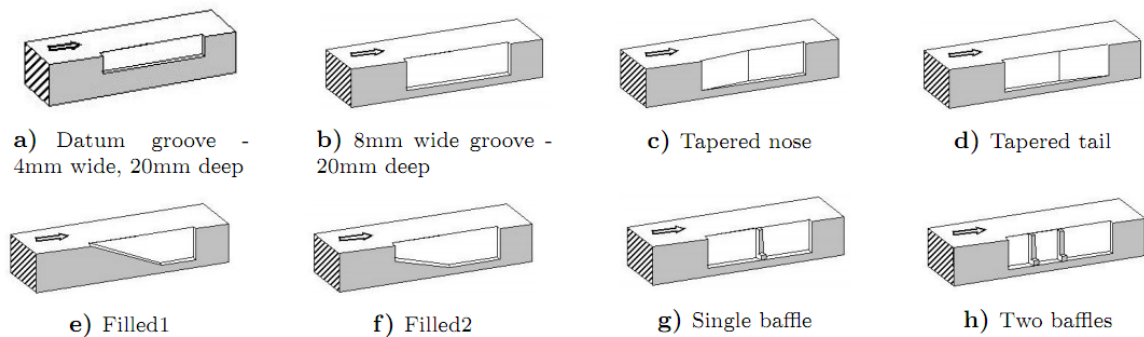 a) Datum groove -
4mm wide, 20mm deep
b) 8mm wide groove -
20mm deep
c) Tapered nose
d) Tapered tail
e) Filled1
f) Filled2
g) Single baffle
h) Two baffles